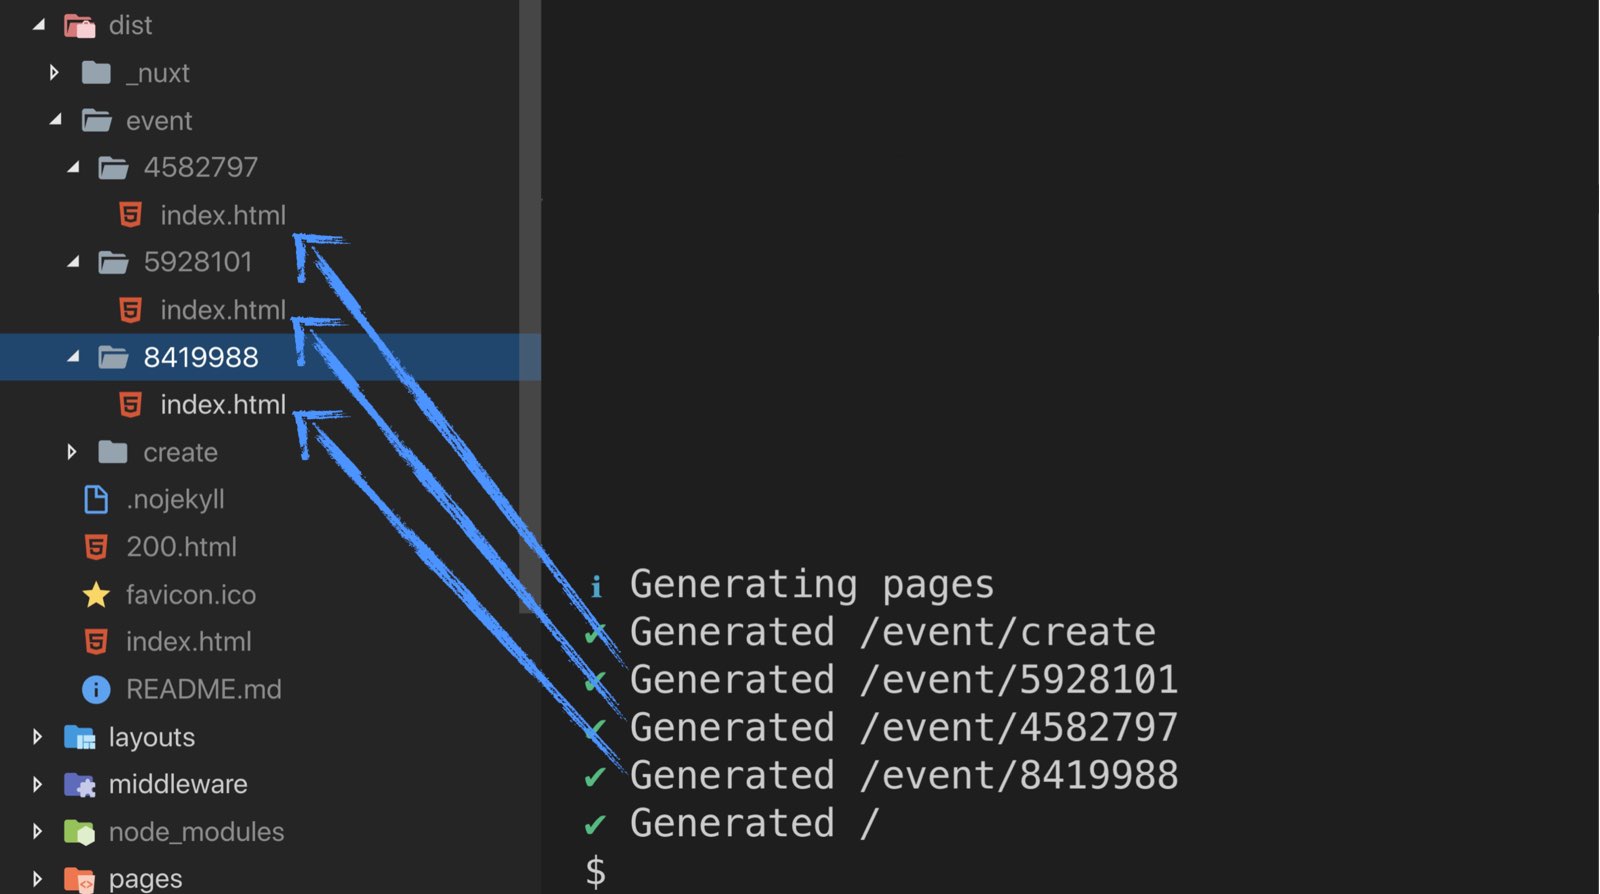 dist
_nuxt
event
4582797
index.html
5928101
index.html
8419988
index.html
create
.nojekyll
200.html
favicon.ico
index.html
README.md
layouts
middleware
node_modules
pages
i Generating pages
✔ Generated /event/create
✔ Generated /event/5928101
✔ Generated /event/4582797
✔ Generated /event/8419988
✔ Generated /
$